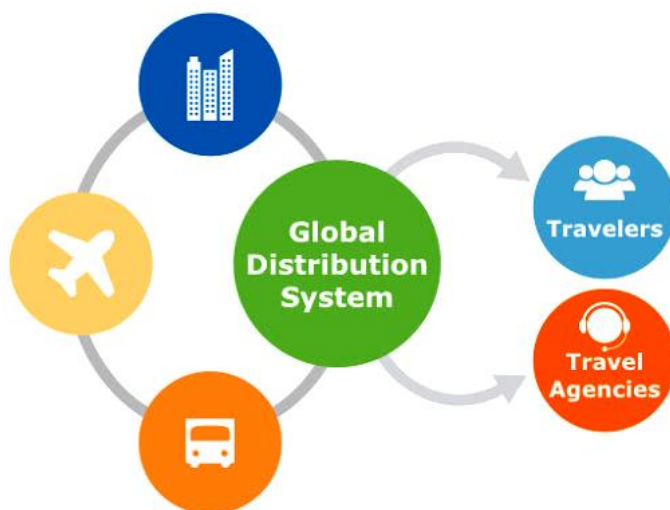 Global
Distribution
System
Travelers
Travel
Agencies